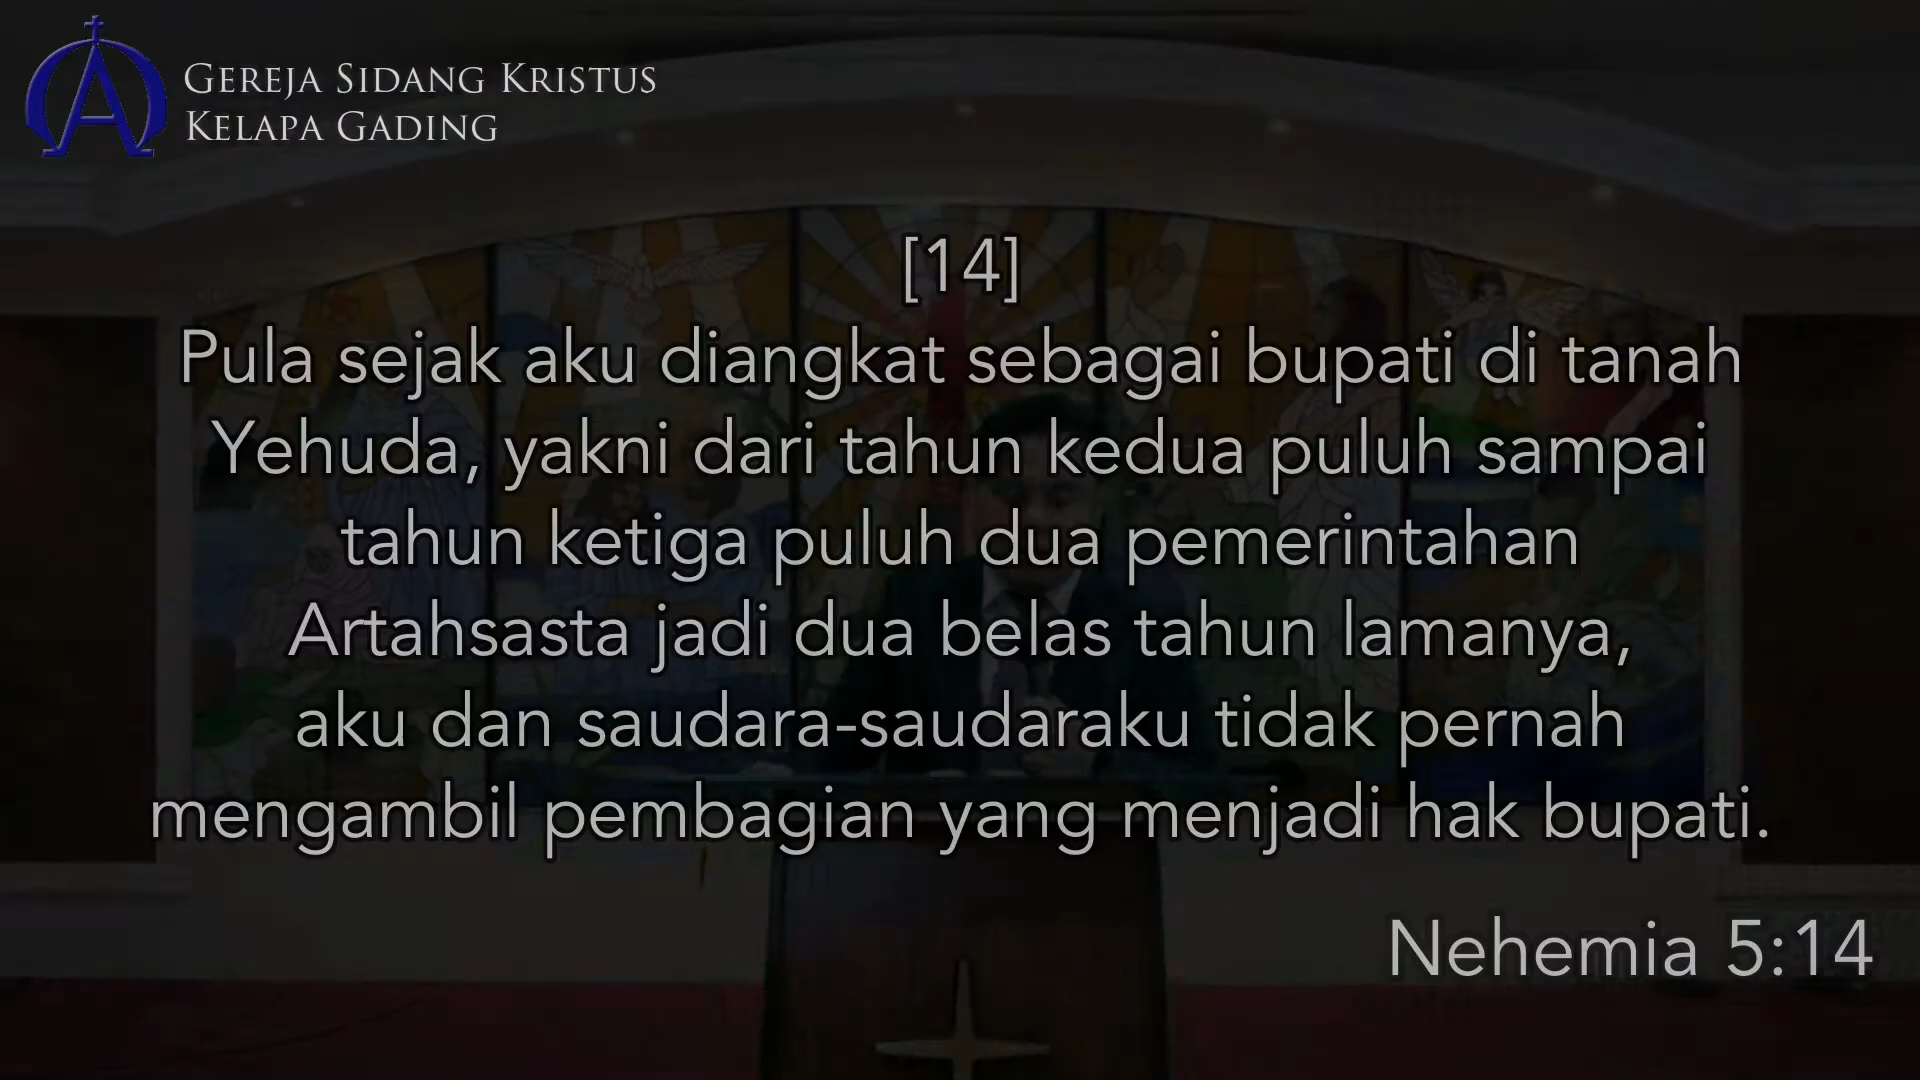 GEREJA SIDANG KRISTUS
KELAPA GADING
[14]
Pula sejak aku diangkat sebagai bupati di tanah
Yehuda, yakni dari tahun kedua puluh sampai
tahun ketiga puluh dua pemerintahan
Artahsasta jadi dua belas tahun lamanya,
aku dan saudara-saudaraku tidak pernah
mengambil pembagian yang menjadi hak bupati.
Nehemia 5:14